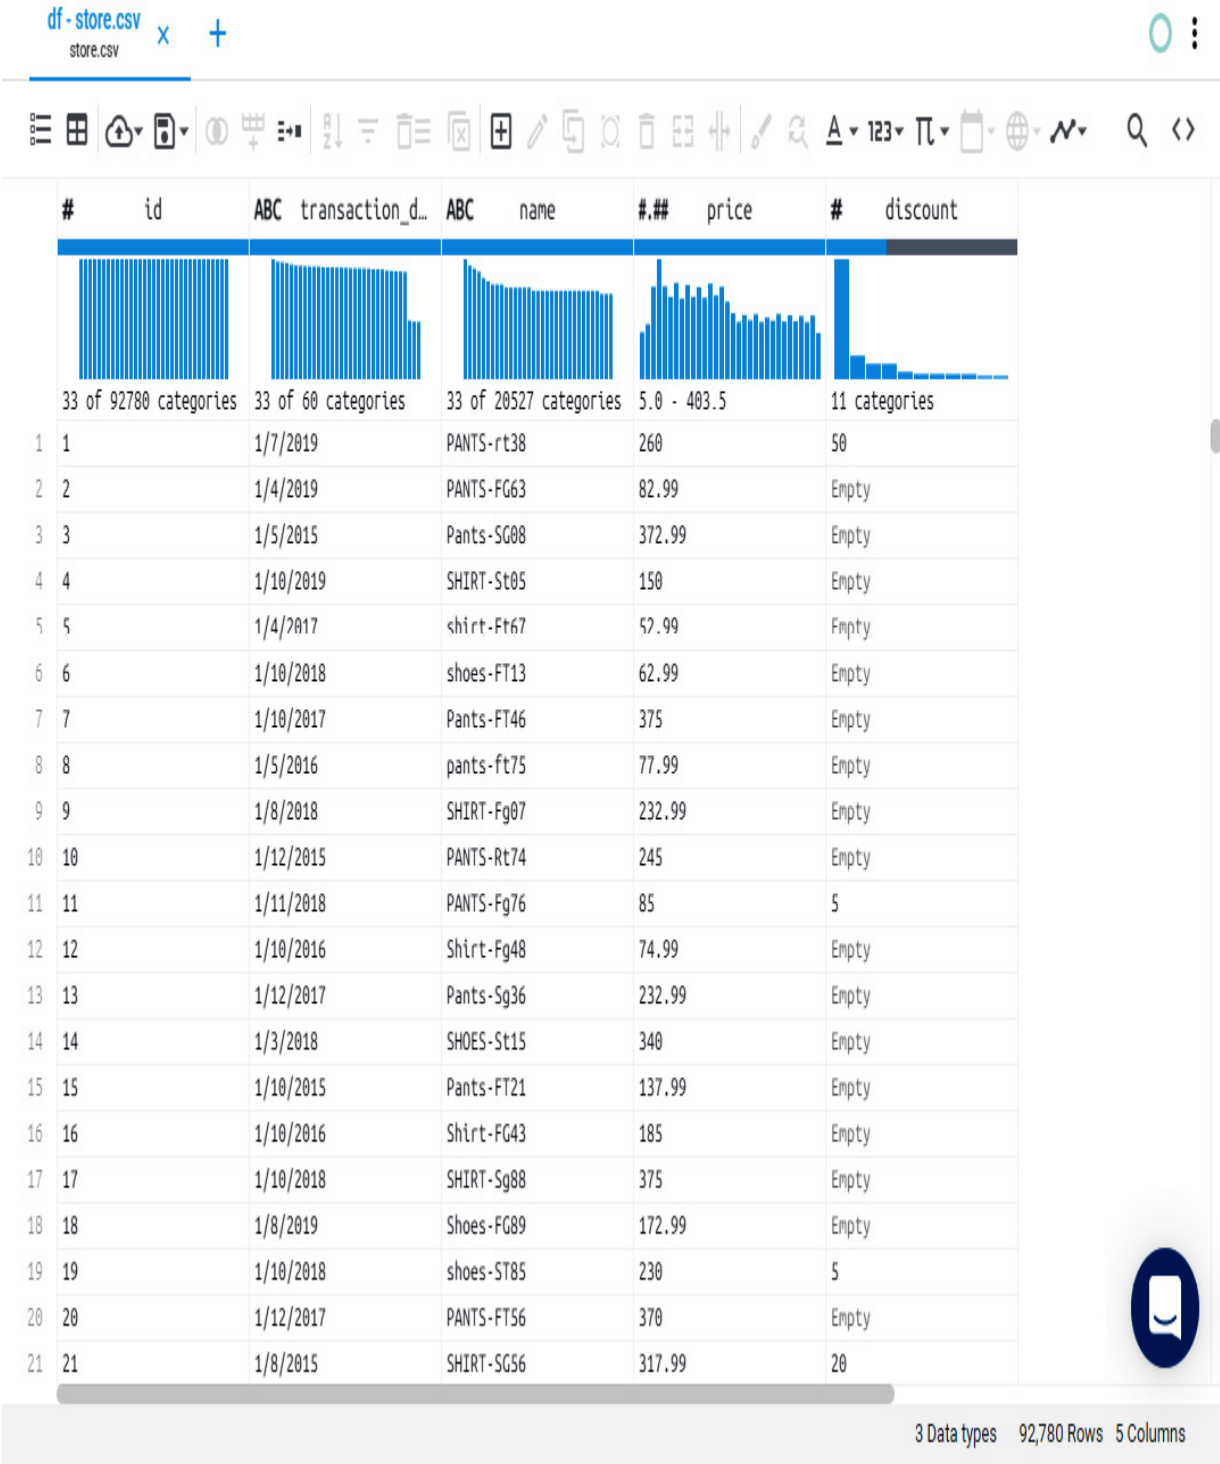 df - store.csv
store.csv
A 123 π
# id ABC transaction_d… ABC name #.## price # discount
33 of 92780 categories 33 of 60 categories 33 of 20527 categories 5.0 - 403.5 11 categories
1 1 1/7/2019 PANTS-rt38 260 50
2 2 1/4/2019 PANTS-FG63 82.99 Empty
3 3 1/5/2015 Pants-SG08 372.99 Empty
4 4 1/10/2019 SHIRT-St05 150 Empty
5 5 1/4/2017 shirt-Ft67 52.99 Empty
6 6 1/10/2018 shoes-FT13 62.99 Empty
7 7 1/10/2017 Pants-FT46 375 Empty
8 8 1/5/2016 pants-ft75 77.99 Empty
9 9 1/8/2018 SHIRT-Fg07 232.99 Empty
10 10 1/12/2015 PANTS-Rt74 245 Empty
11 11 1/11/2018 PANTS-Fg76 85 5
12 12 1/10/2016 Shirt-Fg48 74.99 Empty
13 13 1/12/2017 Pants-Sg36 232.99 Empty
14 14 1/3/2018 SHOES-St15 340 Empty
15 15 1/10/2015 Pants-FT21 137.99 Empty
16 16 1/10/2016 Shirt-FG43 185 Empty
17 17 1/10/2018 SHIRT-Sg88 375 Empty
18 18 1/8/2019 Shoes-FG89 172.99 Empty
19 19 1/10/2018 shoes-ST85 230 5
20 20 1/12/2017 PANTS-FT56 370 Empty
21 21 1/8/2015 SHIRT-SG56 317.99 20
3 Data types 92,780 Rows 5 Columns